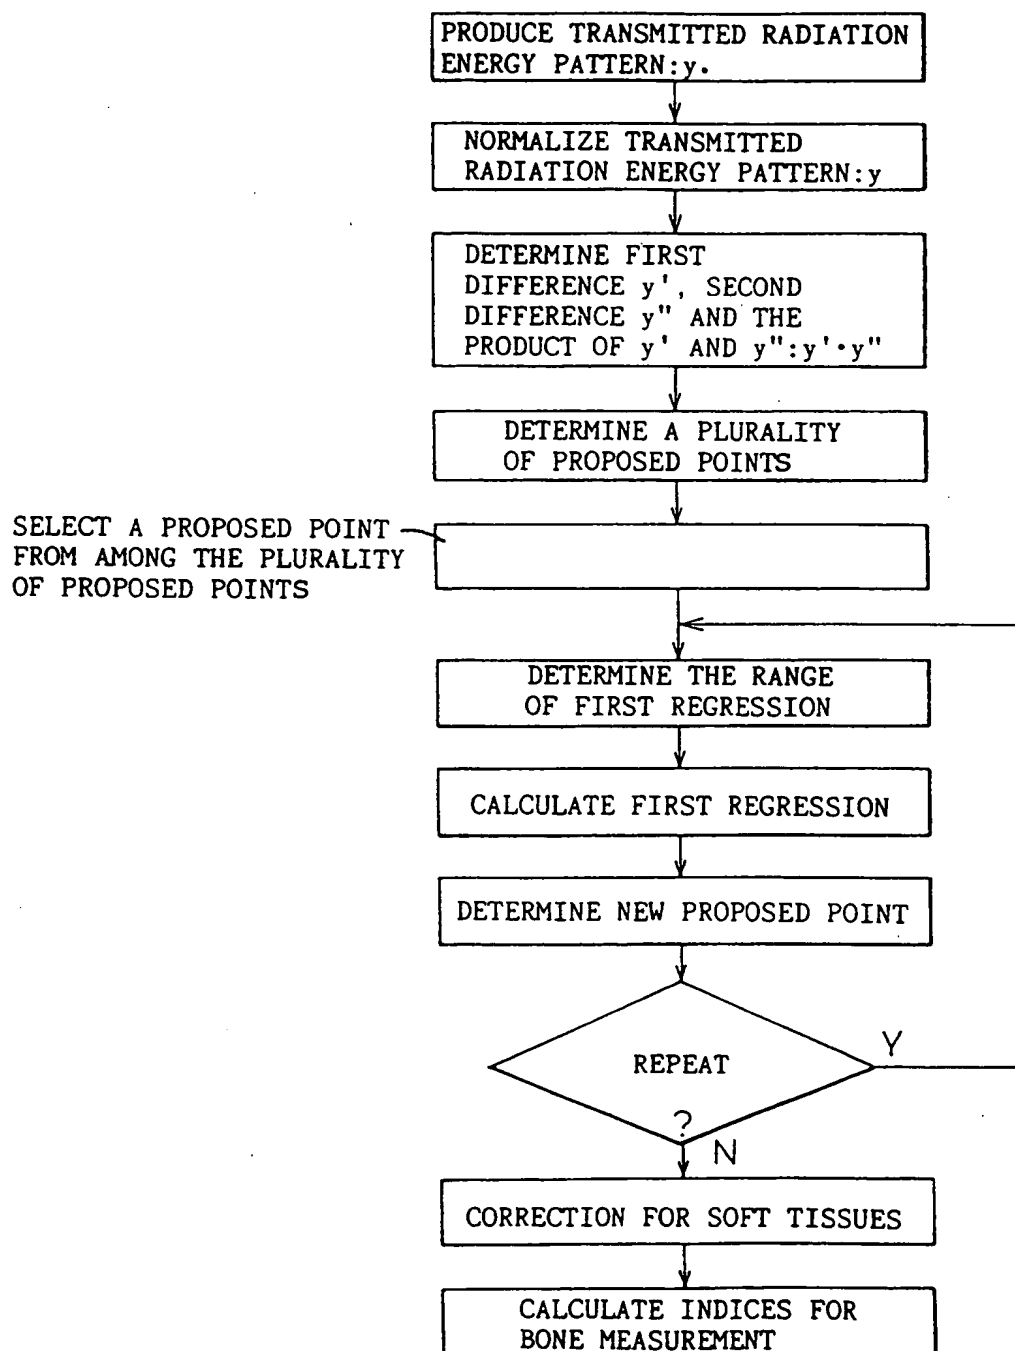 PRODUCE TRANSMITTED RADIATION
ENERGY PATTERN:y.
NORMALIZE TRANSMITTED
RADIATION ENERGY PATTERN:y
DETERMINE FIRST
DIFFERENCE y', SECOND
DIFFERENCE y" AND THE
PRODUCT OF y' AND y":y'·y"
DETERMINE A PLURALITY
OF PROPOSED POINTS
SELECT A PROPOSED POINT
FROM AMONG THE PLURALITY
OF PROPOSED POINTS
DETERMINE THE RANGE
OF FIRST REGRESSION
CALCULATE FIRST REGRESSION
DETERMINE NEW PROPOSED POINT
REPEAT
?
Y
N
CORRECTION FOR SOFT TISSUES
CALCULATE INDICES FOR
BONE MEASUREMENT